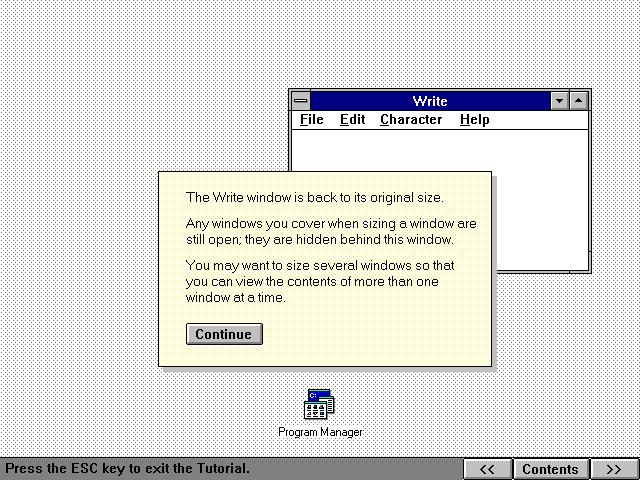 Write
File Edit Character Help
The Write window is back to its original size.
Any windows you cover when sizing a window are
still open; they are hidden behind this window.
You may want to size several windows so that
you can view the contents of more than one
window at a time.
Continue
Program Manager
Press the ESC key to exit the Tutorial. << Contents >>